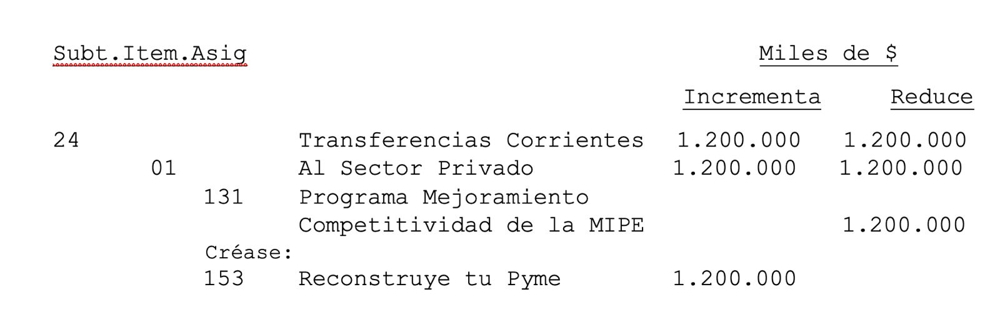 Subt.Item.Asig Miles de $
Incrementa Reduce
24 Transferencias Corrientes 1.200.000 1.200.000
01 Al Sector Privado 1.200.000 1.200.000
131 Programa Mejoramiento
Competitividad de la MIPE 1.200.000
Créase:
153 Reconstruye tu Pyme 1.200.000